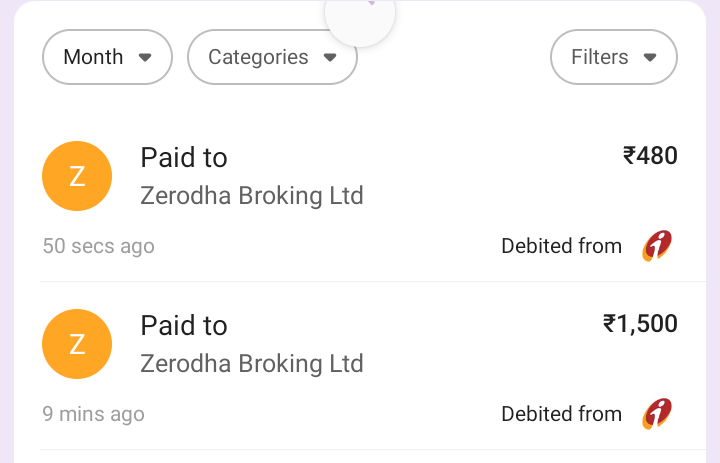 Month Categories Filters
Z Paid to ₹480
Zerodha Broking Ltd
50 secs ago Debited from
Z Paid to ₹1,500
Zerodha Broking Ltd
9 mins ago Debited from